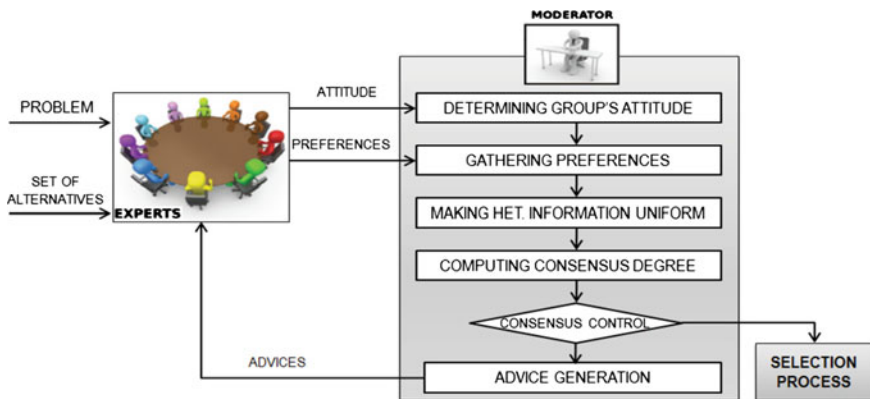 MODERATOR
PROBLEM
SET OF
ALTERNATIVES
EXPERTS
ATTITUDE
PREFERENCES
DETERMINING GROUP'S ATTITUDE
GATHERING PREFERENCES
MAKING HET. INFORMATION UNIFORM
COMPUTING CONSENSUS DEGREE
CONSENSUS CONTROL
ADVICES
ADVICE GENERATION
SELECTION
PROCESS